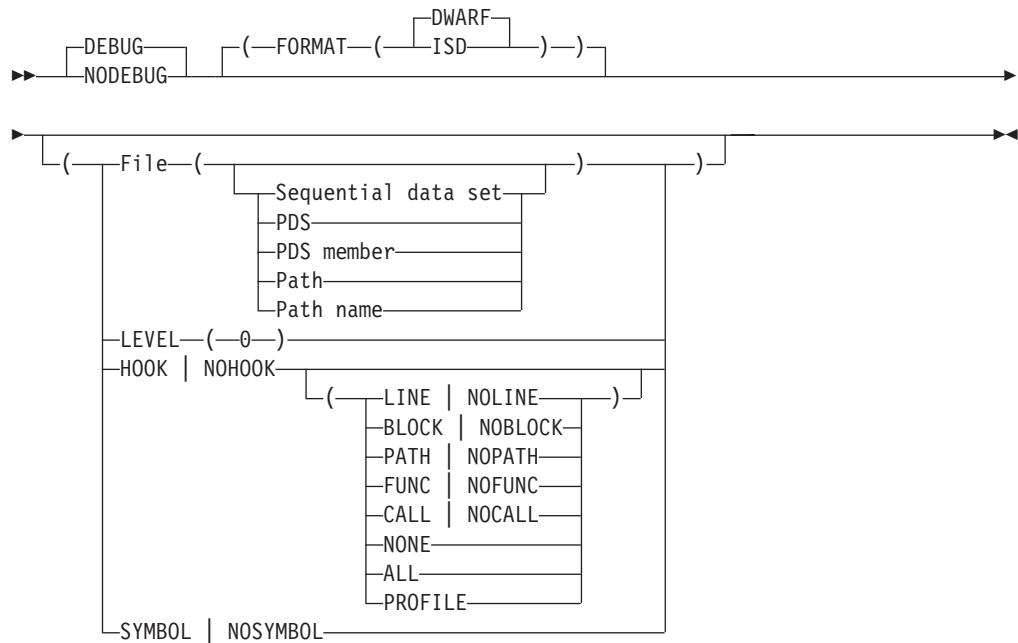 DWARF
DEBUG ( FORMAT ( ISD ) )
NODEBUG
( File ( )
Sequential data set
PDS
PDS member
Path
Path name
LEVEL ( 0 )
HOOK | NOHOOK
( LINE | NOLINE )
BLOCK | NOBLOCK
PATH | NOPATH
FUNC | NOFUNC
CALL | NOCALL
NONE
ALL
PROFILE
SYMBOL | NOSYMBOL )